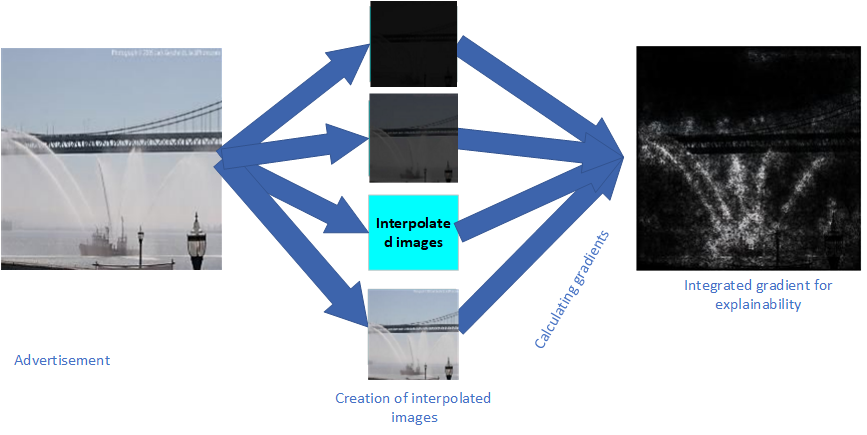 Interpolate
d images
Calculating gradients
Integrated gradient for
explainability
Advertisement
Creation of interpolated
images